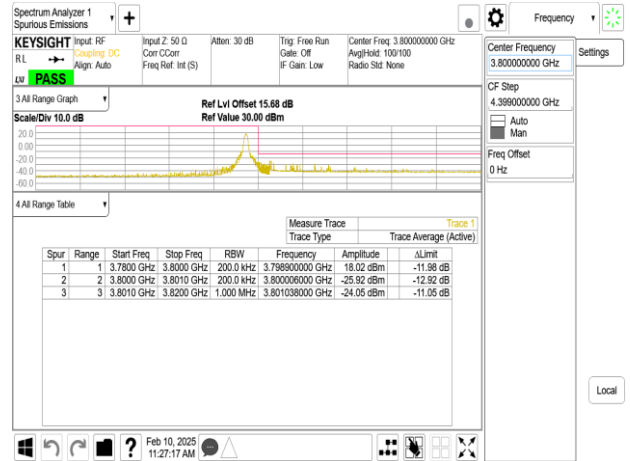 Spectrum Analyzer 1
Spurious Emissions
Frequency
KEYSIGHT Input: RF Input Z: 50 Ω Atten: 30 dB Trig: Free Run Center Freq: 3.800000000 GHz
RL Coupling: DC Corr CCorr Gate: Off Avg|Hold: 100/100
Align: Auto Freq Ref: Int (S) IF Gain: Low Radio Std: None
LXI PASS
Center Frequency
3.800000000 GHz
Settings
CF Step
4.399000000 GHz
Auto
Man
Freq Offset
0 Hz
3 All Range Graph
Ref Lvl Offset 15.68 dB
Scale/Div 10.0 dB Ref Value 30.00 dBm
20.0
0.00
-20.0
-40.0
-60.0
4 All Range Table
Measure Trace Trace 1
Trace Type Trace Average (Active)
Spur Range Start Freq Stop Freq RBW Frequency Amplitude ΔLimit
1 1 3.7800 GHz 3.8000 GHz 200.0 kHz 3.798900000 GHz 18.02 dBm -11.98 dB
2 2 3.8000 GHz 3.8010 GHz 200.0 kHz 3.800006000 GHz -25.92 dBm -12.92 dB
3 3 3.8010 GHz 3.8200 GHz 1.000 MHz 3.801038000 GHz -24.05 dBm -11.05 dB
Local
? Feb 10, 2025
11:27:17 AM